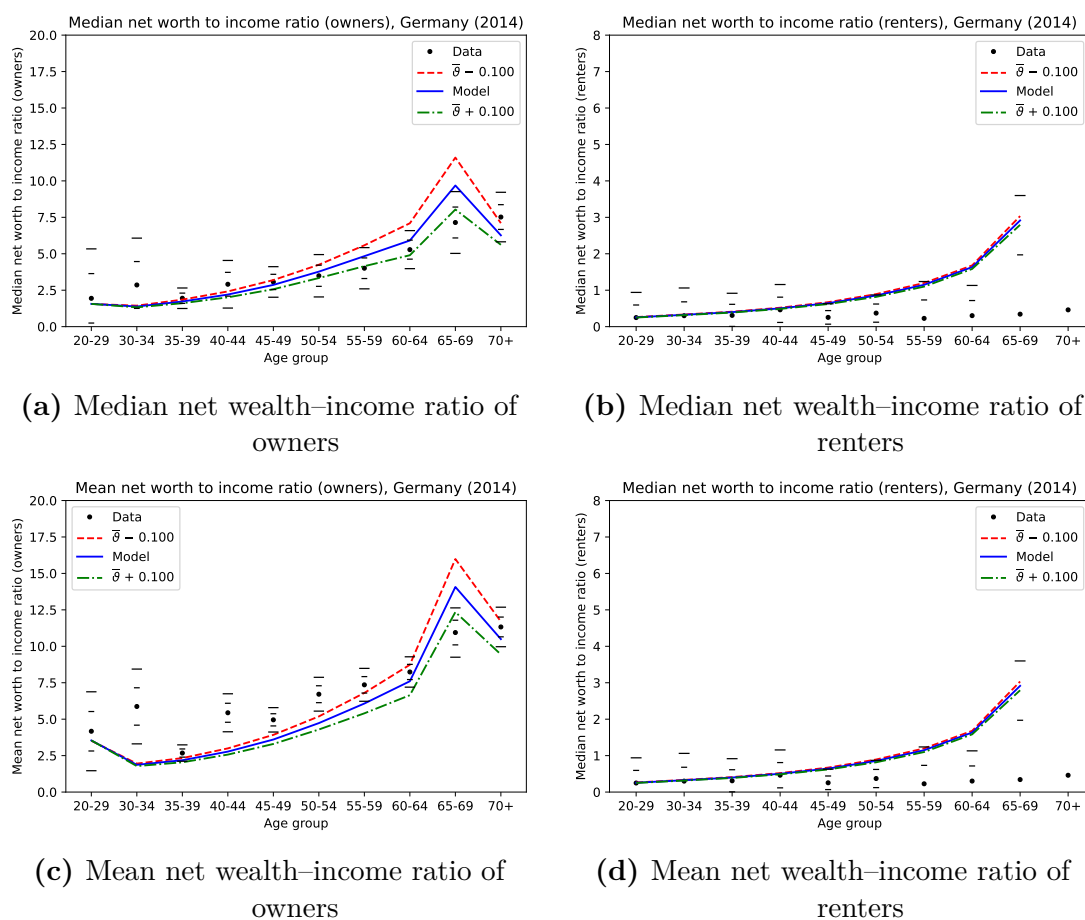 Median net worth to income ratio (owners), Germany (2014)
Median net worth to income ratio (owners)
20.0
17.5
15.0
12.5
10.0
7.5
5.0
2.5
0.0
Data
ϑ̅ − 0.100
Model
ϑ̅ + 0.100
20-29 30-34 35-39 40-44 45-49 50-54 55-59 60-64 65-69 70+
Age group
(a) Median net wealth–income ratio of
owners
Median net worth to income ratio (renters), Germany (2014)
Median net worth to income ratio (renters)
8
7
6
5
4
3
2
1
0
Data
ϑ̅ − 0.100
Model
ϑ̅ + 0.100
20-29 30-34 35-39 40-44 45-49 50-54 55-59 60-64 65-69 70+
Age group
(b) Median net wealth–income ratio of
renters
Mean net worth to income ratio (owners), Germany (2014)
Mean net worth to income ratio (owners)
20.0
17.5
15.0
12.5
10.0
7.5
5.0
2.5
0.0
Data
ϑ̅ − 0.100
Model
ϑ̅ + 0.100
20-29 30-34 35-39 40-44 45-49 50-54 55-59 60-64 65-69 70+
Age group
(c) Mean net wealth–income ratio of
owners
Median net worth to income ratio (renters), Germany (2014)
Median net worth to income ratio (renters)
8
7
6
5
4
3
2
1
0
Data
ϑ̅ − 0.100
Model
ϑ̅ + 0.100
20-29 30-34 35-39 40-44 45-49 50-54 55-59 60-64 65-69 70+
Age group
(d) Mean net wealth–income ratio of
renters